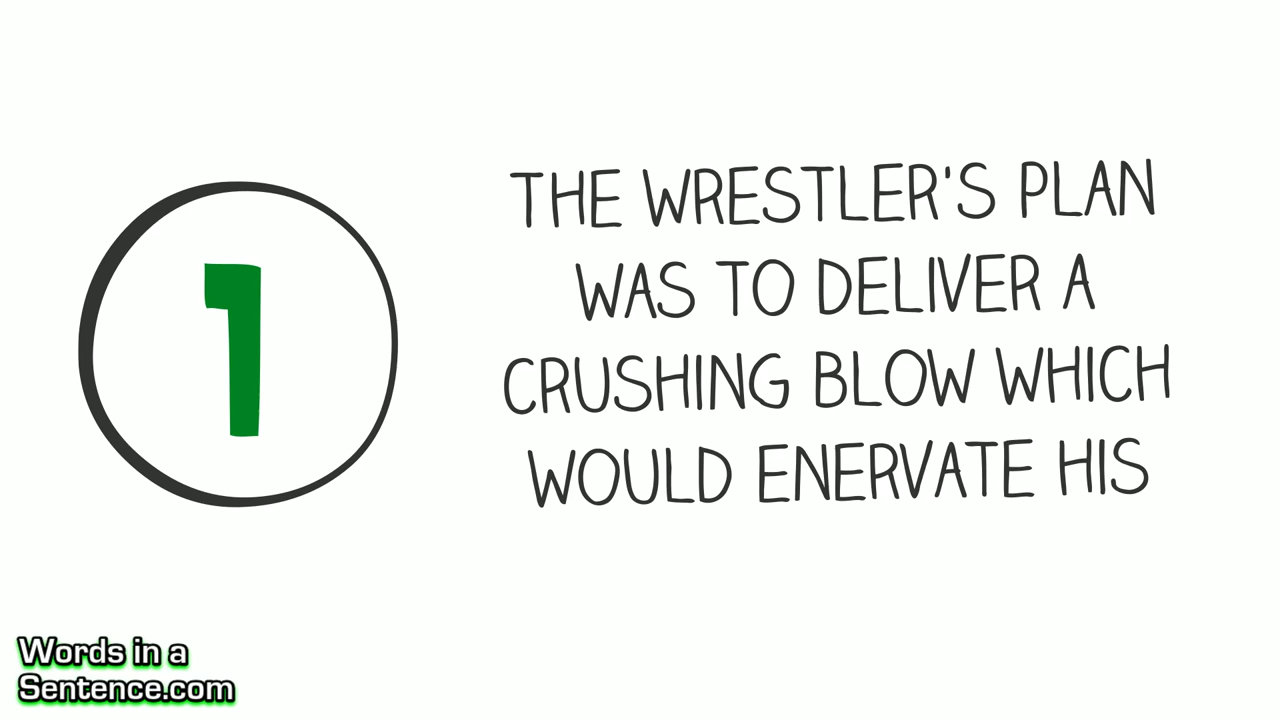 1
THE WRESTLER'S PLAN
WAS TO DELIVER A
CRUSHING BLOW WHICH
WOULD ENERVATE HIS
Words in a
Sentence.com